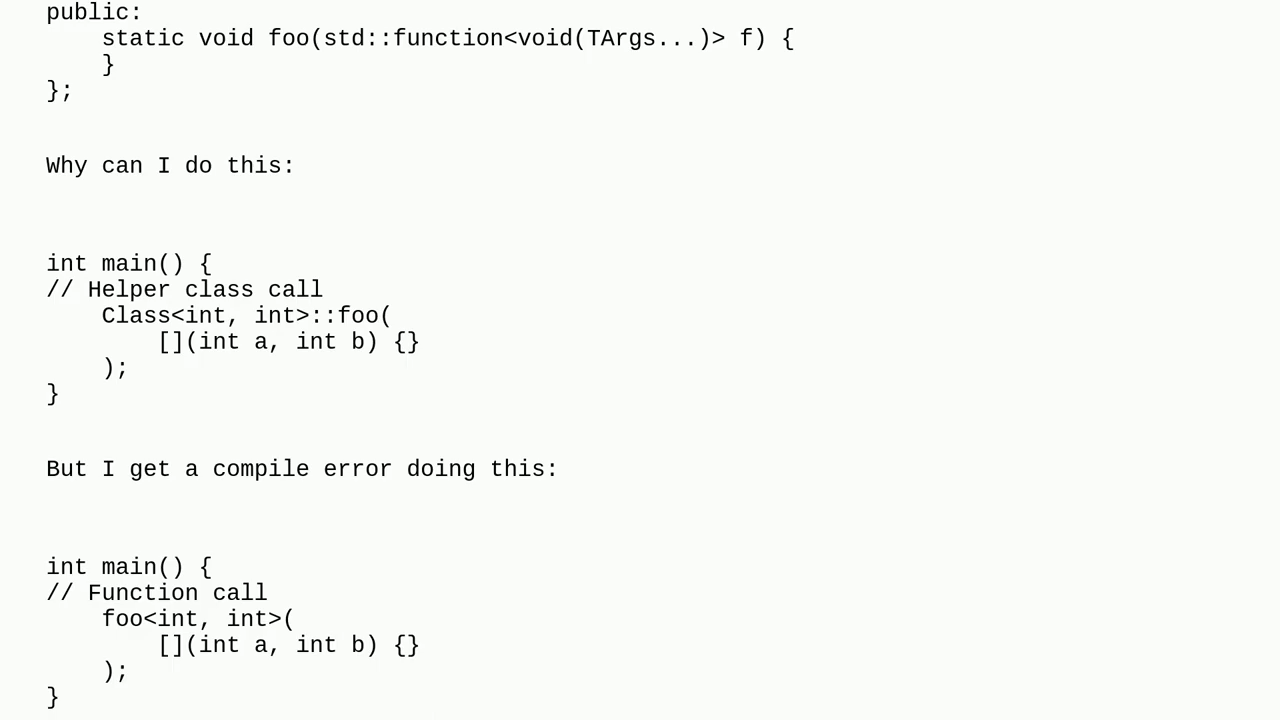 public:
    static void foo(std::function<void(TArgs...)> f) {
    }
};
Why can I do this:
int main() {
// Helper class call
    Class<int, int>::foo(
        [](int a, int b) {}
    );
}
But I get a compile error doing this:
int main() {
// Function call
    foo<int, int>(
        [](int a, int b) {}
    );
}